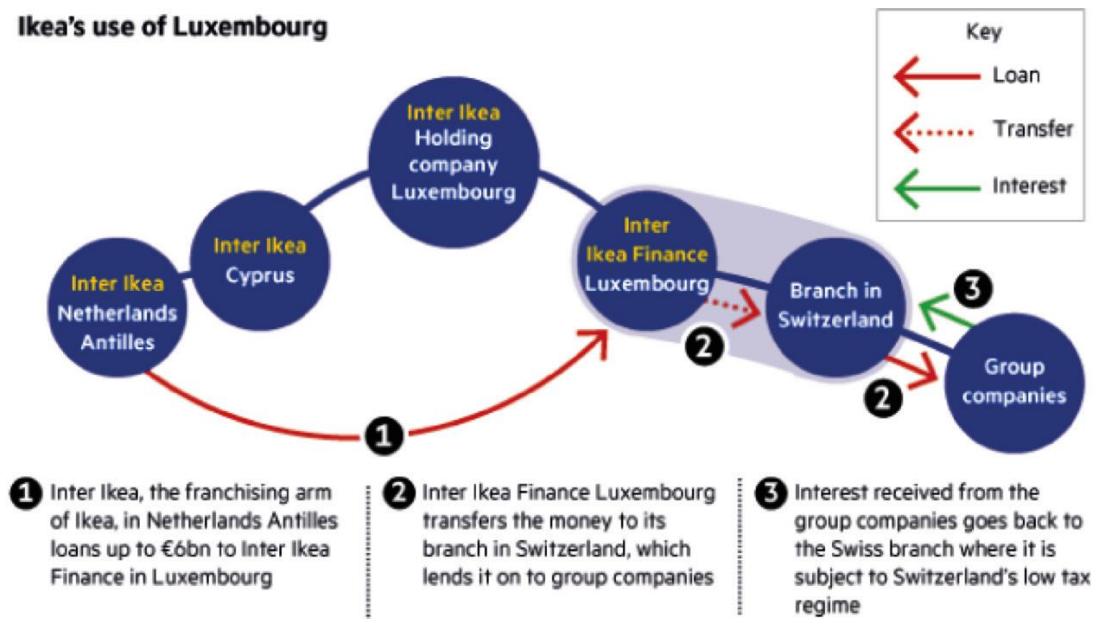 Ikea's use of Luxembourg
Key
Loan
Transfer
Interest
Inter Ikea
Holding
company
Luxembourg
Inter Ikea
Cyprus
Inter Ikea
Netherlands
Antilles
Inter
Ikea Finance
Luxembourg
Branch in
Switzerland
Group
companies
1
2
2
3
1 Inter Ikea, the franchising arm
of Ikea, in Netherlands Antilles
loans up to €6bn to Inter Ikea
Finance in Luxembourg
2 Inter Ikea Finance Luxembourg
transfers the money to its
branch in Switzerland, which
lends it on to group companies
3 Interest received from the
group companies goes back to
the Swiss branch where it is
subject to Switzerland's low tax
regime